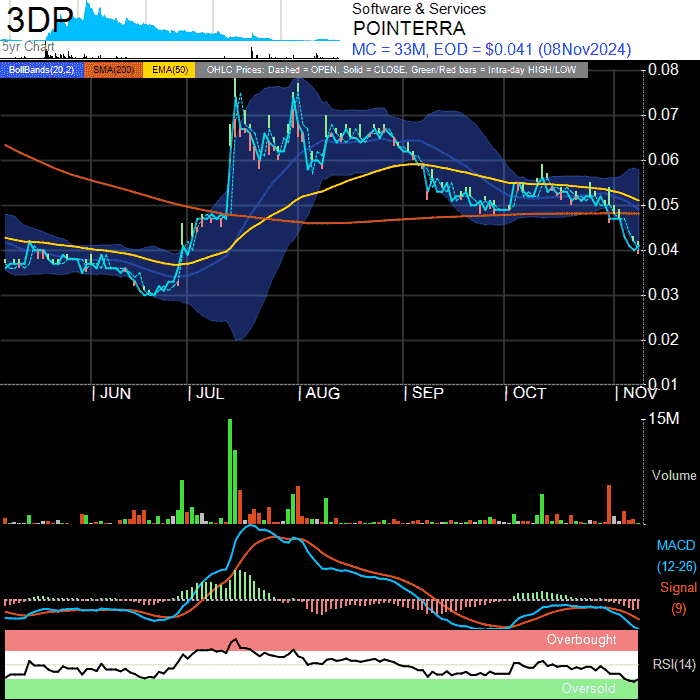 3DP
5yr Chart
Software & Services
POINTERRA
MC = 33M, EOD = $0.041 (08Nov2024)
BollBands(20,2) SMA(200) EMA(50) OHLC Prices: Dashed = OPEN, Solid = CLOSE, Green/Red bars = Intra-day HIGH/LOW
0.08
0.07
0.06
0.05
0.04
0.03
0.02
0.01
| JUN | JUL | AUG | SEP | OCT | NOV
15M
Volume
MACD
(12-26)
Signal
(9)
Overbought
RSI(14)
Oversold